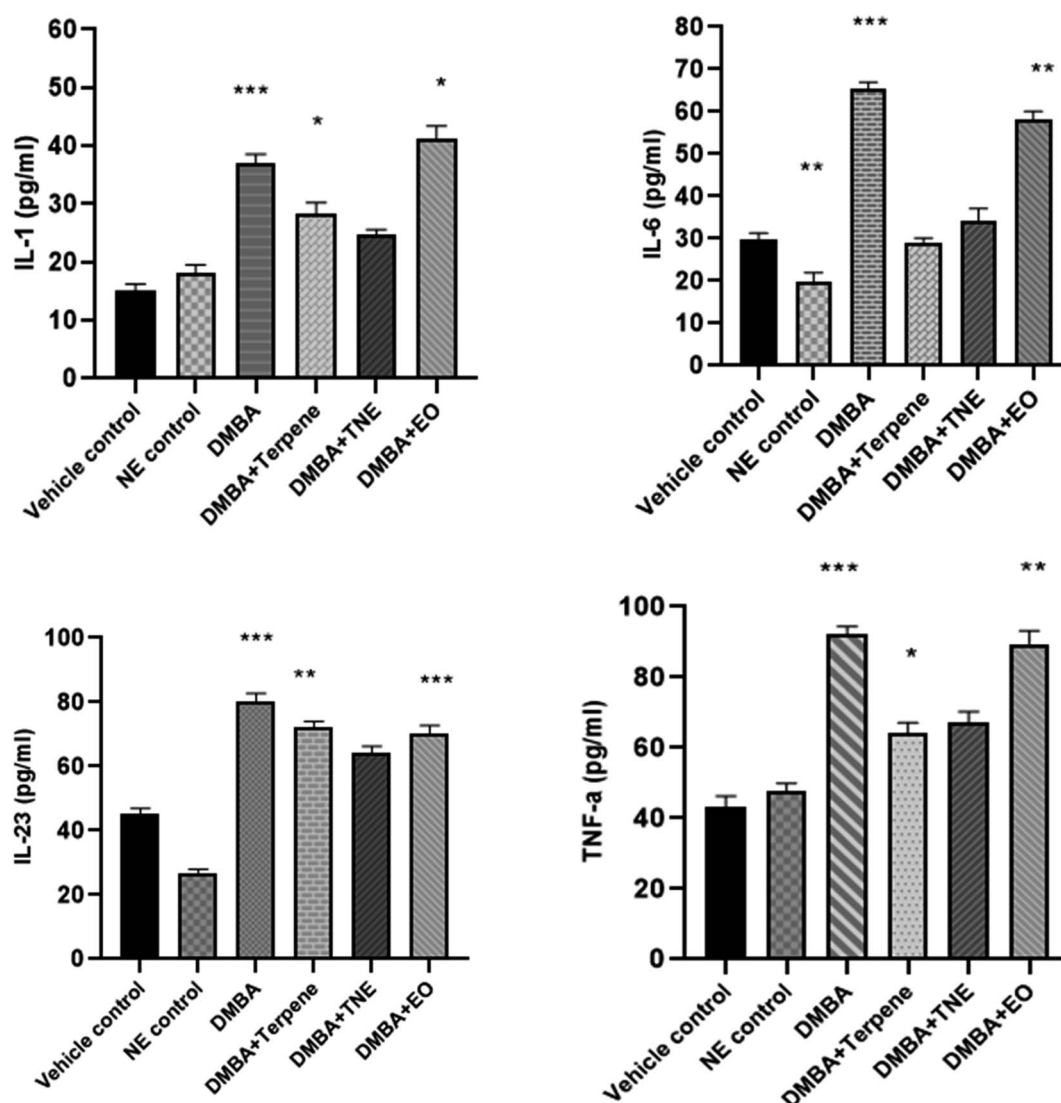 60
50
40
30
20
10
0
IL-1 (pg/ml)
***
*
*
Vehicle control
NE control
DMBA
DMBA+Terpene
DMBA+TNE
DMBA+EO
80
70
60
50
40
30
20
10
0
IL-6 (pg/ml)
**
***
**
Vehicle control
NE control
DMBA
DMBA+Terpene
DMBA+TNE
DMBA+EO
100
80
60
40
20
0
IL-23 (pg/ml)
***
**
***
Vehicle control
NE control
DMBA
DMBA+Terpene
DMBA+TNE
DMBA+EO
100
80
60
40
20
0
TNF-a (pg/ml)
***
*
**
Vehicle control
NE control
DMBA
DMBA+Terpene
DMBA+TNE
DMBA+EO